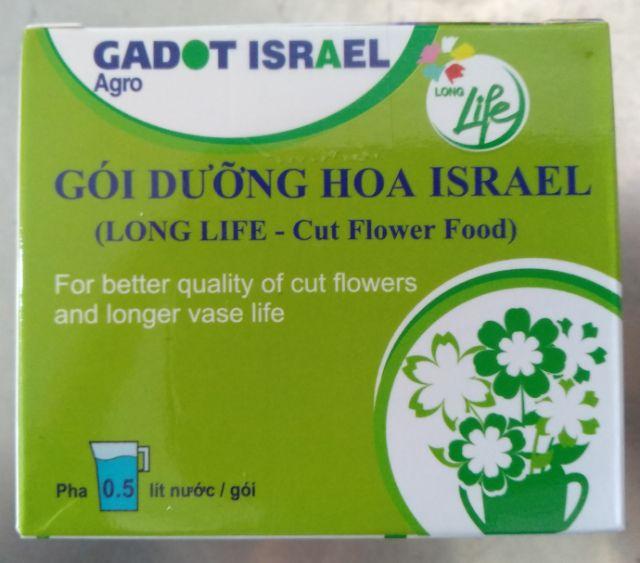 GADOT ISRAEL
Agro
LONG
Life
GÓI DƯỠNG HOA ISRAEL
(LONG LIFE - Cut Flower Food)
For better quality of cut flowers
and longer vase life
Pha 0.5 lít nước / gói